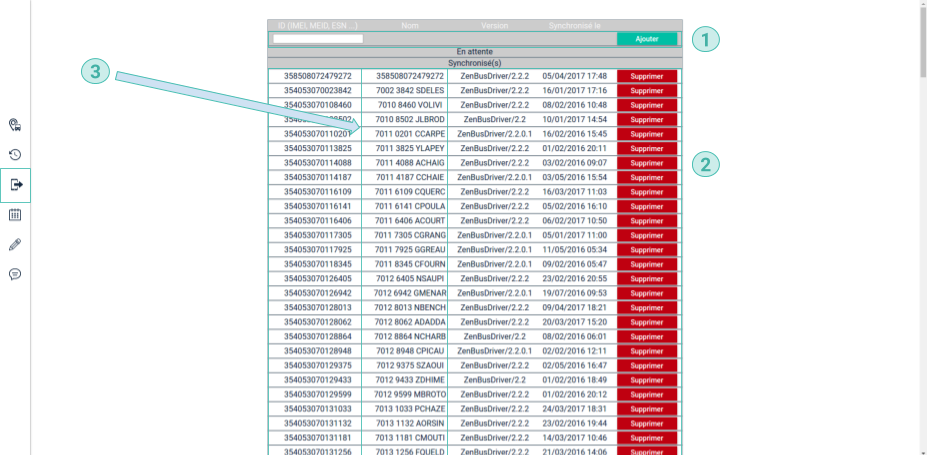 ID (IMEI, MEID, ESN ...) Nom Version Synchronisé le
Ajouter
1
En attente
Synchronisé(s)
358508072479272 358508072479272 ZenBusDriver/2.2.2 05/04/2017 17:48 Supprimer
3
354053070023842 7002 3842 SDELES ZenBusDriver/2.2.2 16/01/2017 17:16 Supprimer
354053070108460 7010 8460 VOLIVI ZenBusDriver/2.2.2 08/02/2016 10:48 Supprimer
7010 8502 JLBROD ZenBusDriver/2.2 10/01/2017 14:54 Supprimer
354053070110201 7011 0201 CCARPE ZenBusDriver/2.2.0.1 16/02/2016 15:45 Supprimer
354053070113825 7011 3825 YLAPEY ZenBusDriver/2.2.2 01/02/2016 20:11 Supprimer
354053070114088 7011 4088 ACHAIG ZenBusDriver/2.2.2 03/02/2016 09:07 Supprimer
2
354053070114187 7011 4187 CCHAIE ZenBusDriver/2.2.0.1 03/05/2016 15:54 Supprimer
354053070116109 7011 6109 CQUERC ZenBusDriver/2.2.2 16/03/2017 11:03 Supprimer
354053070116141 7011 6141 CPOULA ZenBusDriver/2.2.2 05/02/2016 16:10 Supprimer
354053070116406 7011 6406 ACOURT ZenBusDriver/2.2.2 06/02/2017 10:50 Supprimer
354053070117305 7011 7305 CGRANG ZenBusDriver/2.2.0.1 05/01/2017 11:00 Supprimer
354053070117925 7011 7925 GGREAU ZenBusDriver/2.2.0.1 11/05/2016 05:34 Supprimer
354053070118345 7011 8345 CFOURN ZenBusDriver/2.2.0.1 09/02/2016 05:47 Supprimer
354053070126405 7012 6405 NSAUPI ZenBusDriver/2.2.2 23/02/2016 20:55 Supprimer
354053070126942 7012 6942 GMENAR ZenBusDriver/2.2.0.1 19/07/2016 09:53 Supprimer
354053070128013 7012 8013 NBENCH ZenBusDriver/2.2.2 09/04/2017 18:21 Supprimer
354053070128062 7012 8062 ADADDA ZenBusDriver/2.2.2 20/03/2017 15:20 Supprimer
354053070128864 7012 8864 NCHARB ZenBusDriver/2.2 08/02/2016 06:01 Supprimer
354053070128948 7012 8948 CPICAU ZenBusDriver/2.2.0.1 02/02/2016 12:11 Supprimer
354053070129375 7012 9375 SZAOUI ZenBusDriver/2.2.2 02/05/2016 16:47 Supprimer
354053070129433 7012 9433 ZDHIME ZenBusDriver/2.2 01/02/2016 18:49 Supprimer
354053070129599 7012 9599 MBROTO ZenBusDriver/2.2.2 01/02/2016 20:12 Supprimer
354053070131033 7013 1033 PCHAZE ZenBusDriver/2.2.2 24/03/2017 18:31 Supprimer
354053070131132 7013 1132 AORSIN ZenBusDriver/2.2.2 23/02/2016 19:44 Supprimer
354053070131181 7013 1181 CMOUTI ZenBusDriver/2.2.2 14/03/2017 10:46 Supprimer
354053070131256 7013 1256 FOUELD ZenBusDriver/2.2.2 21/03/2016 14:06 Supprimer